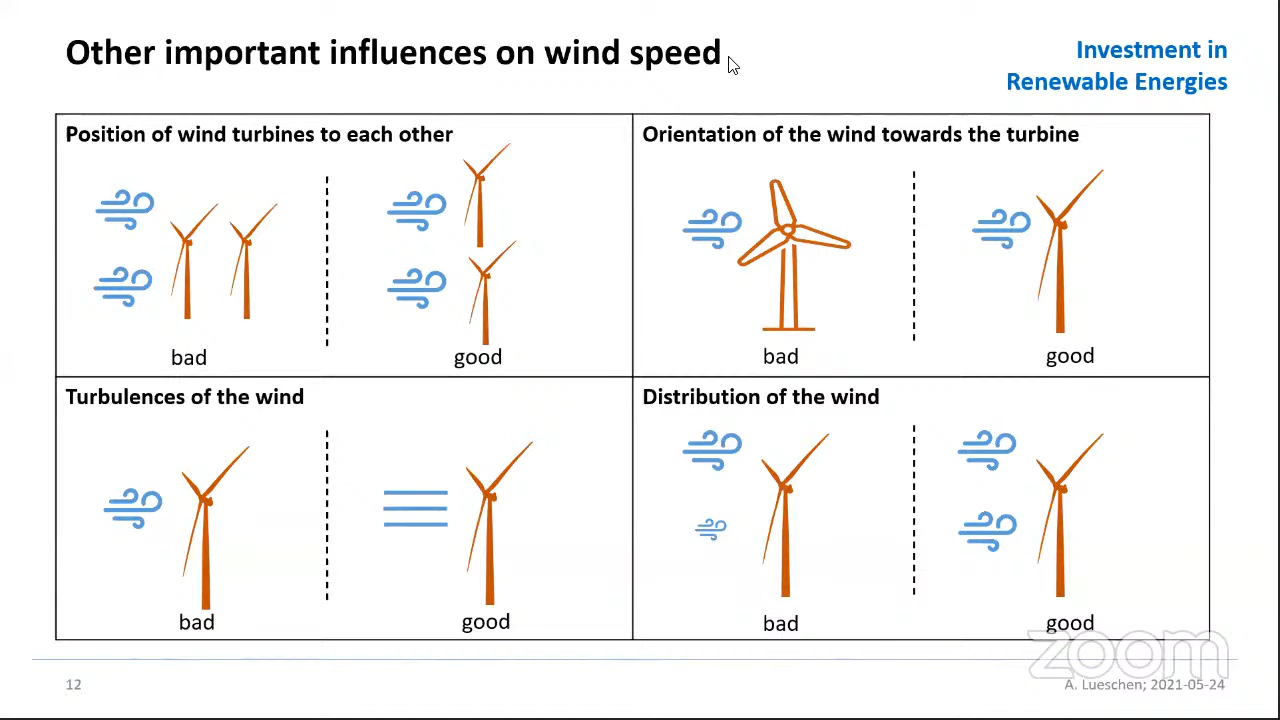 Other important influences on wind speed
Investment in
Renewable Energies
Position of wind turbines to each other
bad
good
Orientation of the wind towards the turbine
bad
good
Turbulences of the wind
bad
good
Distribution of the wind
bad
good
zoom
12
A. Lueschen; 2021-05-24